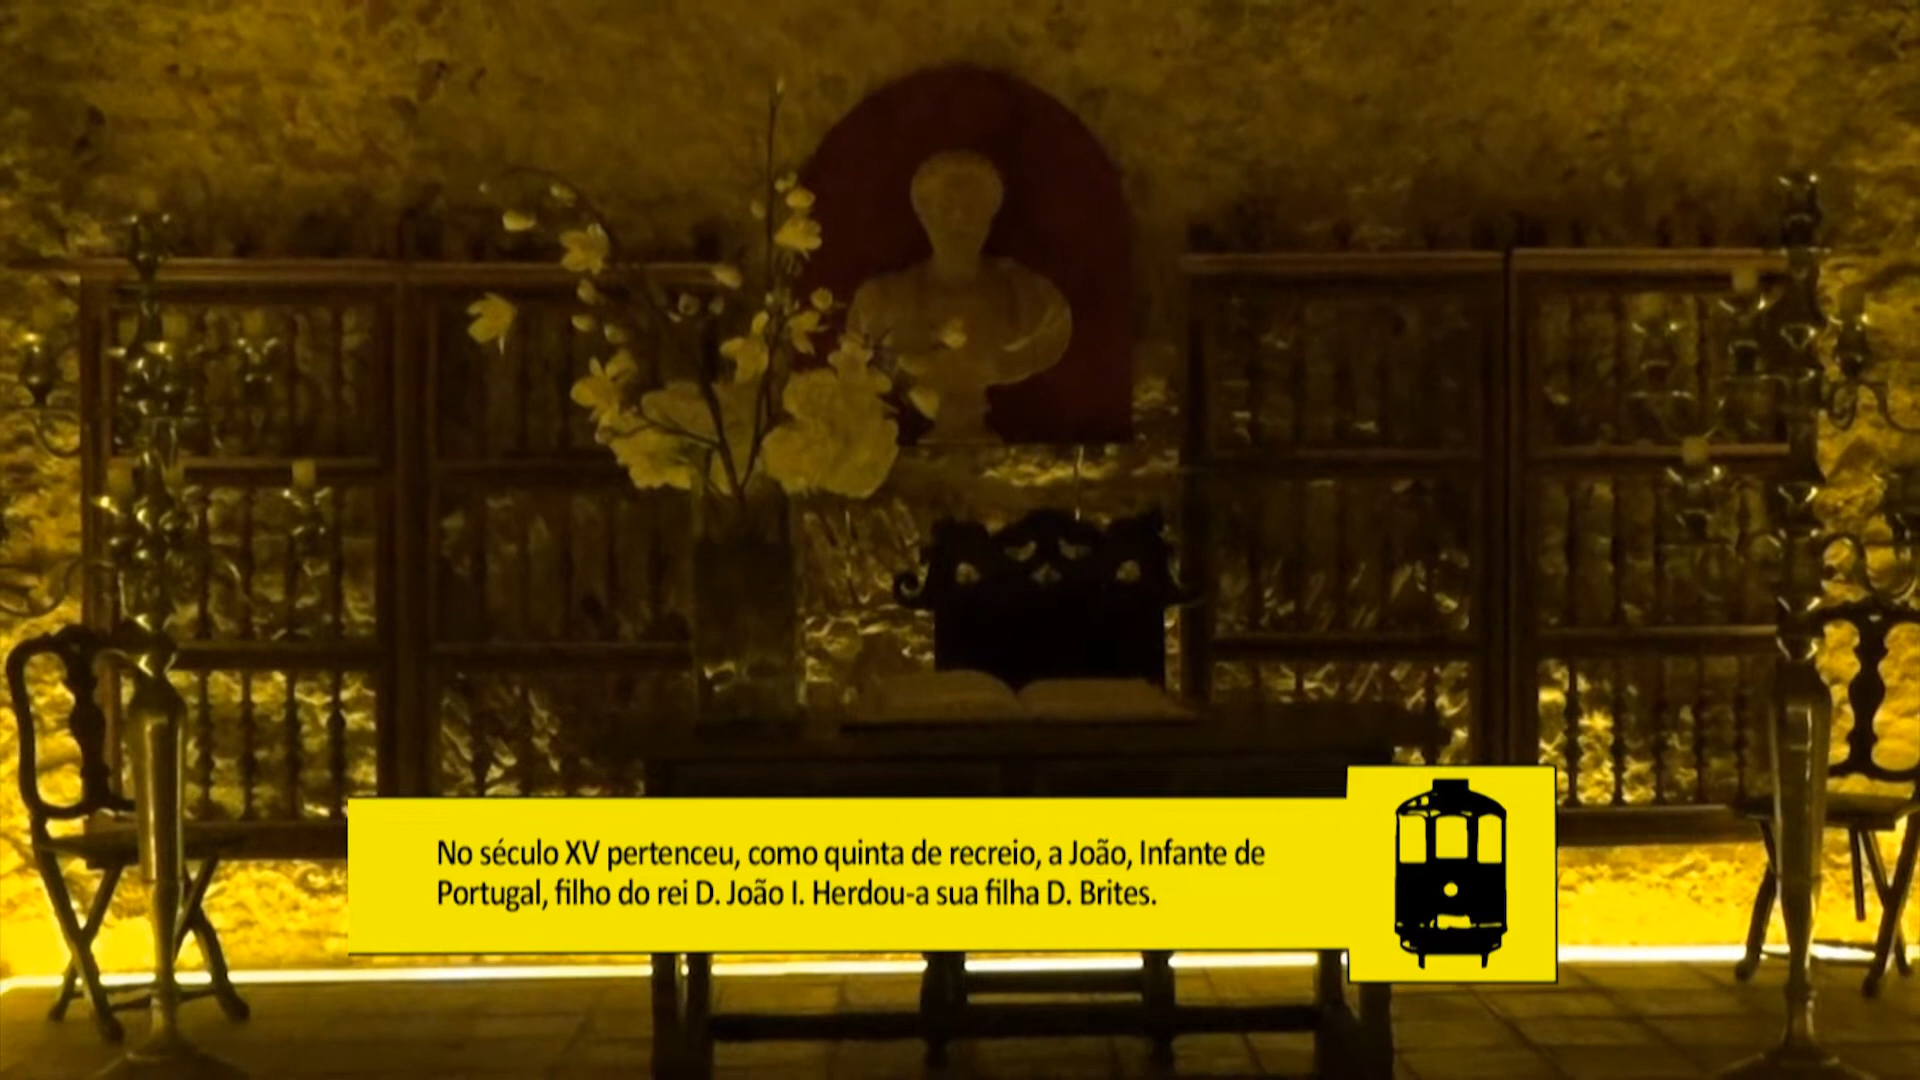 No século XV pertenceu, como quinta de recreio, a João, Infante de
Portugal, filho do rei D. João I. Herdou-a sua filha D. Brites.